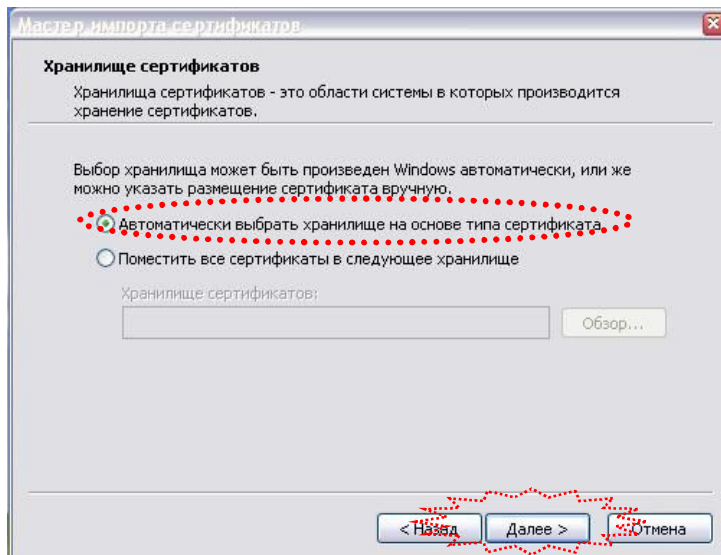 Мастер импорта сертификатов
Хранилище сертификатов
Хранилища сертификатов - это области системы в которых производится
хранение сертификатов.
Выбор хранилища может быть произведен Windows автоматически, или же
можно указать размещение сертификата вручную.
Автоматически выбрать хранилище на основе типа сертификата
Поместить все сертификаты в следующее хранилище
Хранилище сертификатов:
Обзор...
< Назад Далее > Отмена